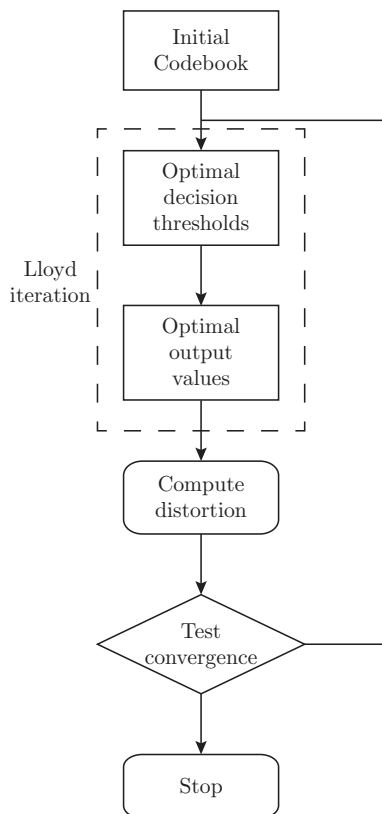 Initial
Codebook
Optimal
decision
thresholds
Lloyd
iteration
Optimal
output
values
Compute
distortion
Test
convergence
Stop